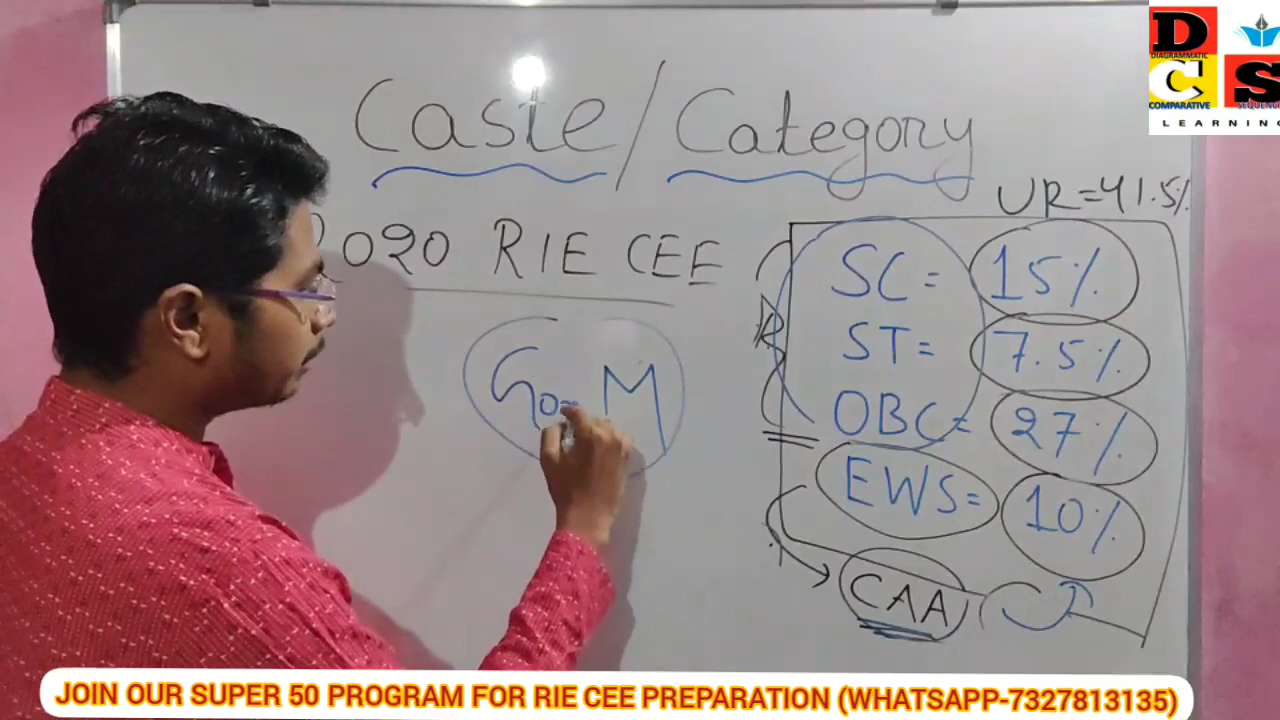 Caste / Category
2020 RIE CEE
UR=41.5%
SC= 15%
ST= 7.5%
OBC= 27%
EWS= 10%
CAA
M
D
DIAGRAMMATIC
C S
COMPARATIVE
LEARNING
JOIN OUR SUPER 50 PROGRAM FOR RIE CEE PREPARATION (WHATSAPP-7327813135)